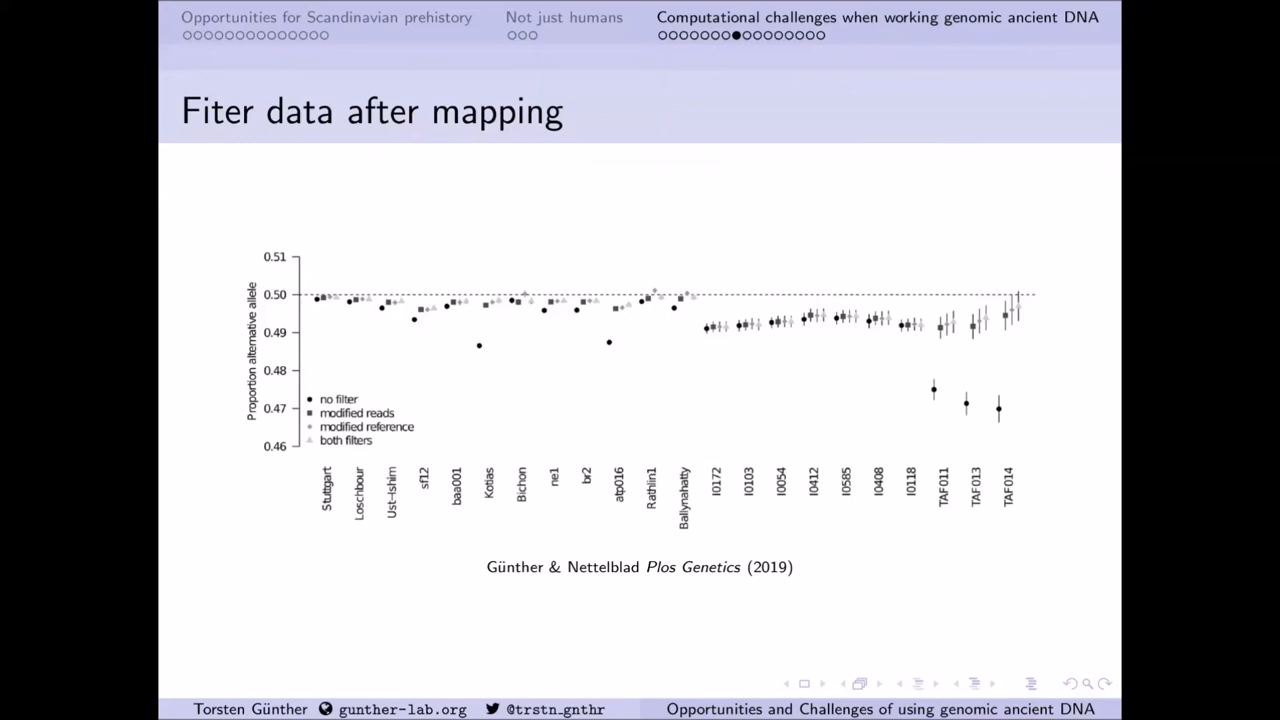 Opportunities for Scandinavian prehistory Not just humans Computational challenges when working genomic ancient DNA
Fiter data after mapping
0.51
0.50
0.49
0.48
0.47
0.46
Proportion alternative allele
no filter
modified reads
modified reference
both filters
Stuttgart
Loschbour
Ust-Ishim
sf12
baa001
Kotias
Bichon
ne1
br2
atp016
Rathlin1
Ballynahatty
I0172
I0103
I0054
I0412
I0585
I0408
I0118
TAF011
TAF013
TAF014
Günther & Nettelblad Plos Genetics (2019)
Torsten Günther gunther-lab.org @trstn_gnthr Opportunities and Challenges of using genomic ancient DNA